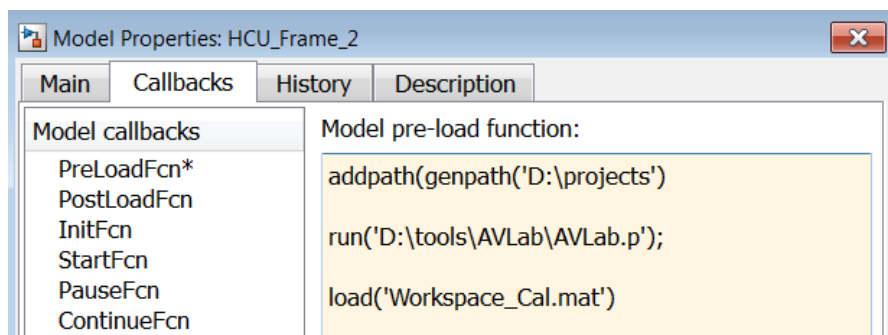 Model Properties: HCU_Frame_2
Main Callbacks History Description
Model callbacks
PreLoadFcn*
PostLoadFcn
InitFcn
StartFcn
PauseFcn
ContinueFcn
Model pre-load function:
addpath(genpath('D:\projects')
run('D:\tools\AVLab\AVLab.p');
load('Workspace_Cal.mat')